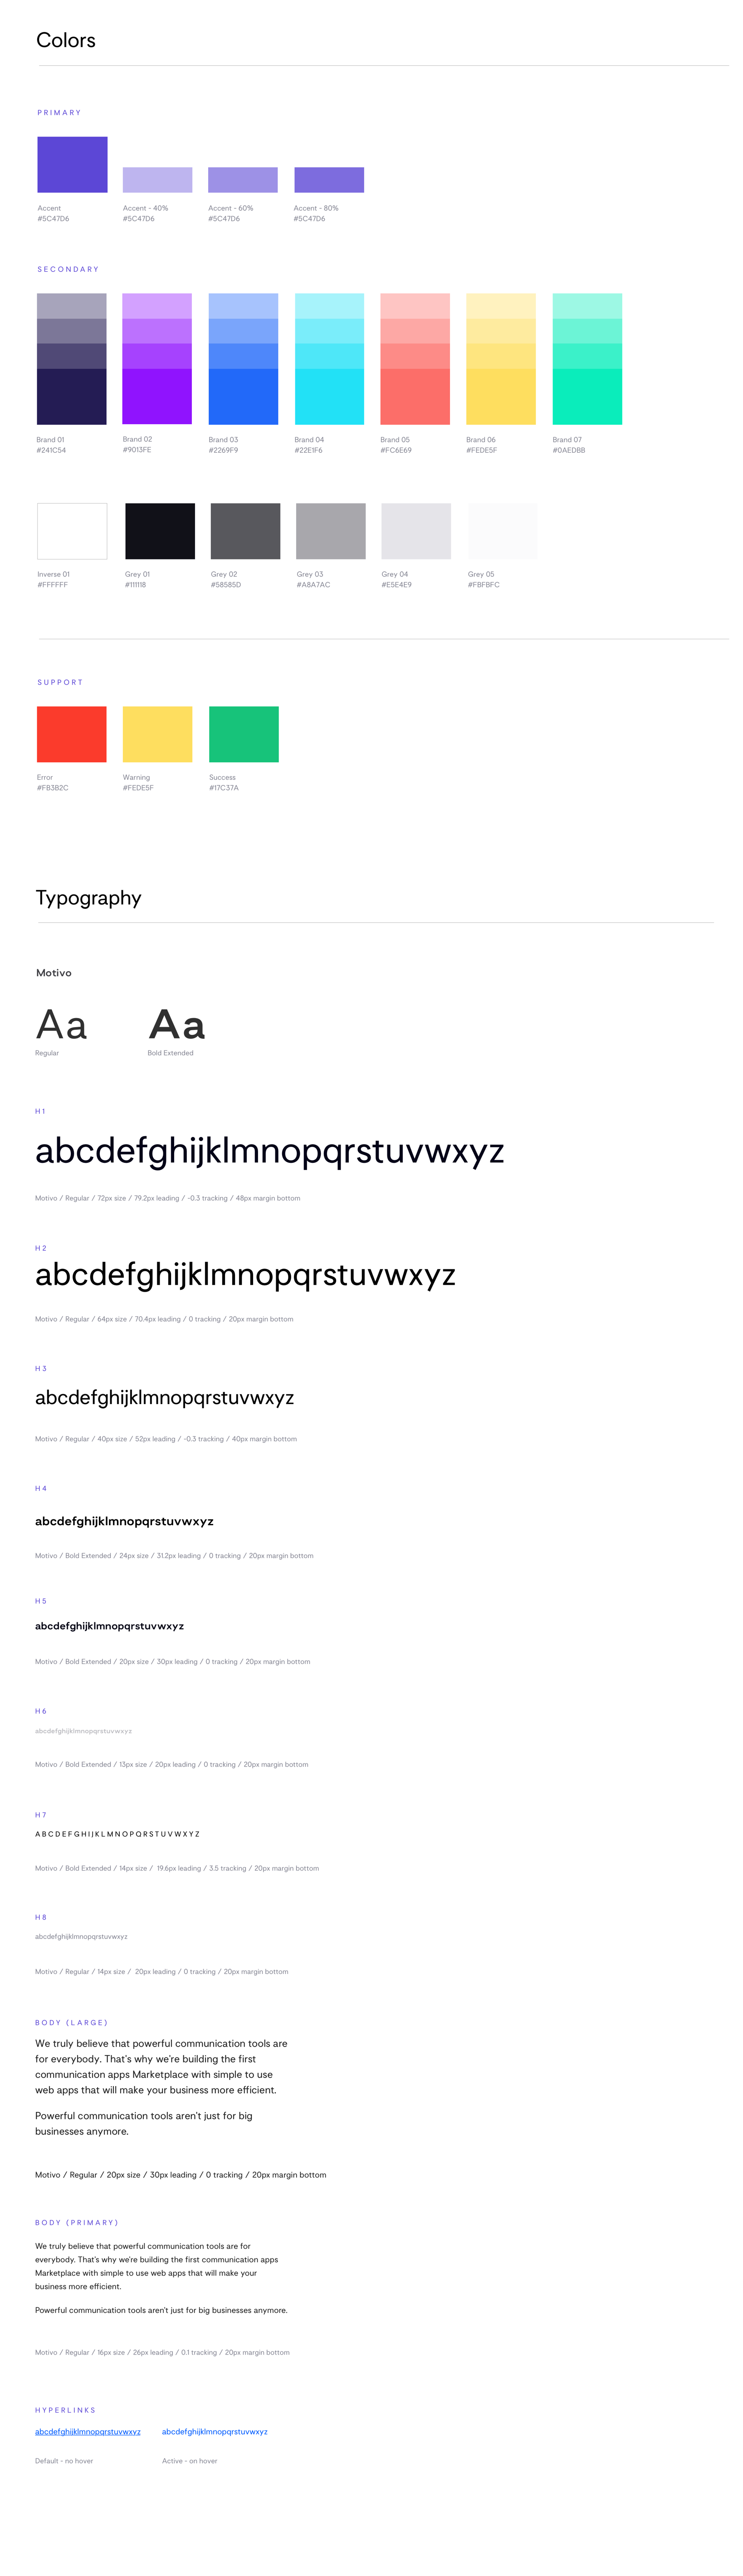 Colors
PRIMARY
Accent
#5C47D6
Accent - 40%
#5C47D6
Accent - 60%
#5C47D6
Accent - 80%
#5C47D6
SECONDARY
Brand 01
#241C54
Brand 02
#9013FE
Brand 03
#2269F9
Brand 04
#22E1F6
Brand 05
#FC6E69
Brand 06
#FEDE5F
Brand 07
#0AEDBB
Inverse 01
#FFFFFF
Grey 01
#111118
Grey 02
#58585D
Grey 03
#A8A7AC
Grey 04
#E5E4E9
Grey 05
#FBFBFC
SUPPORT
Error
#FB3B2C
Warning
#FEDE5F
Success
#17C37A
Typography
Motivo
Aa
Regular
Aa
Bold Extended
H1
abcdefghijklmnopqrstuvwxyz
Motivo / Regular / 72px size / 79.2px leading / -0.3 tracking / 48px margin bottom
H2
abcdefghijklmnopqrstuvwxyz
Motivo / Regular / 64px size / 70.4px leading / 0 tracking / 20px margin bottom
H3
abcdefghijklmnopqrstuvwxyz
Motivo / Regular / 40px size / 52px leading / -0.3 tracking / 40px margin bottom
H4
abcdefghijklmnopqrstuvwxyz
Motivo / Bold Extended / 24px size / 31.2px leading / 0 tracking / 20px margin bottom
H5
abcdefghijklmnopqrstuvwxyz
Motivo / Bold Extended / 20px size / 30px leading / 0 tracking / 20px margin bottom
H6
abcdefghijklmnopqrstuvwxyz
Motivo / Bold Extended / 13px size / 20px leading / 0 tracking / 20px margin bottom
H7
ABCDEFGHIJKLMNOPQRSTUVWXYZ
Motivo / Bold Extended / 14px size / 19.6px leading / 3.5 tracking / 20px margin bottom
H8
abcdefghijklmnopqrstuvwxyz
Motivo / Regular / 14px size / 20px leading / 0 tracking / 20px margin bottom
BODY (LARGE)
We truly believe that powerful communication tools are
for everybody. That's why we're building the first
communication apps Marketplace with simple to use
web apps that will make your business more efficient.
Powerful communication tools aren't just for big
businesses anymore.
Motivo / Regular / 20px size / 30px leading / 0 tracking / 20px margin bottom
BODY (PRIMARY)
We truly believe that powerful communication tools are for
everybody. That's why we're building the first communication apps
Marketplace with simple to use web apps that will make your
business more efficient.
Powerful communication tools aren't just for big businesses anymore.
Motivo / Regular / 16px size / 26px leading / 0.1 tracking / 20px margin bottom
HYPERLINKS
abcdefghijklmnopqrstuvwxyz
abcdefghijklmnopqrstuvwxyz
Default - no hover
Active - on hover